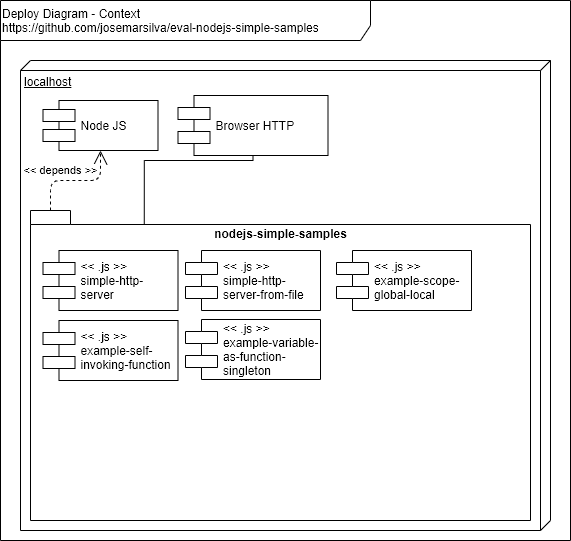 Deploy Diagram - Context
https://github.com/josemarsilva/eval-nodejs-simple-samples
localhost
Node JS
Browser HTTP
<< depends >>
nodejs-simple-samples
<< .js >>
simple-http-
server
<< .js >>
simple-http-
server-from-file
<< .js >>
example-scope-
global-local
<< .js >>
example-self-
invoking-function
<< .js >>
example-variable-
as-function-
singleton